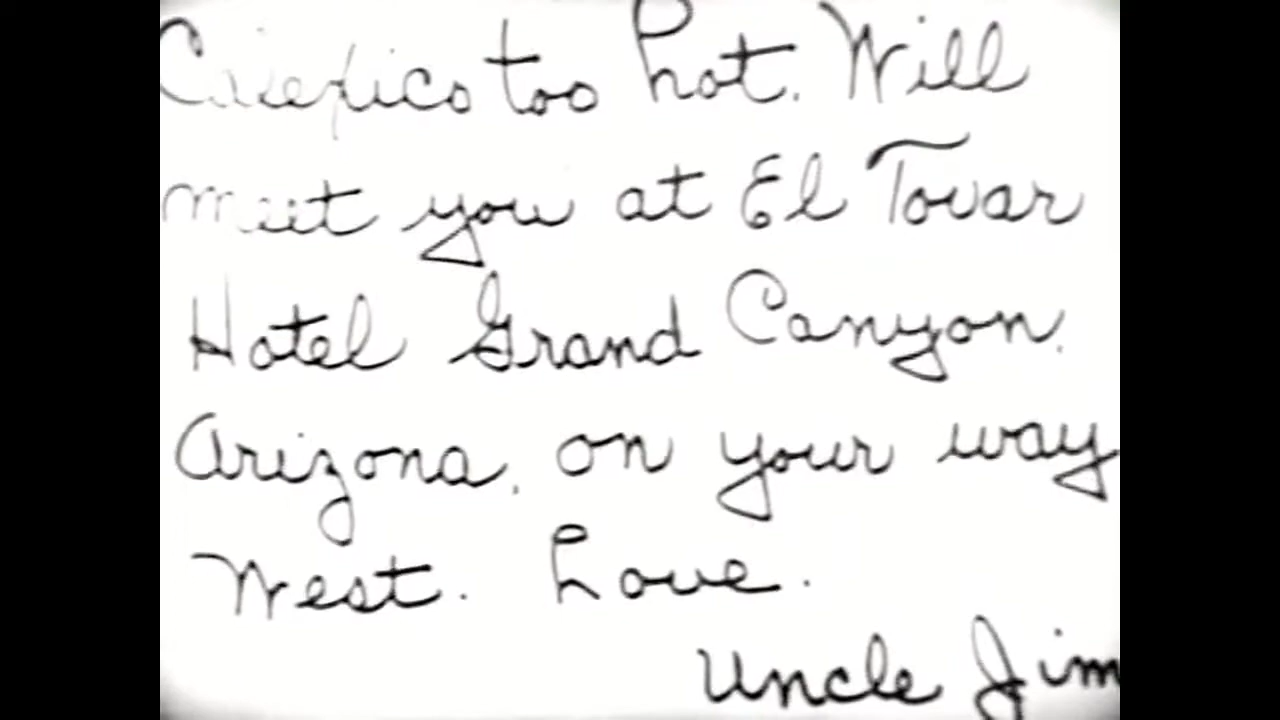 Calexico too hot. Will
meet you at El Tovar
Hotel Grand Canyon.
Arizona, on your way
West. Love.
Uncle Jim